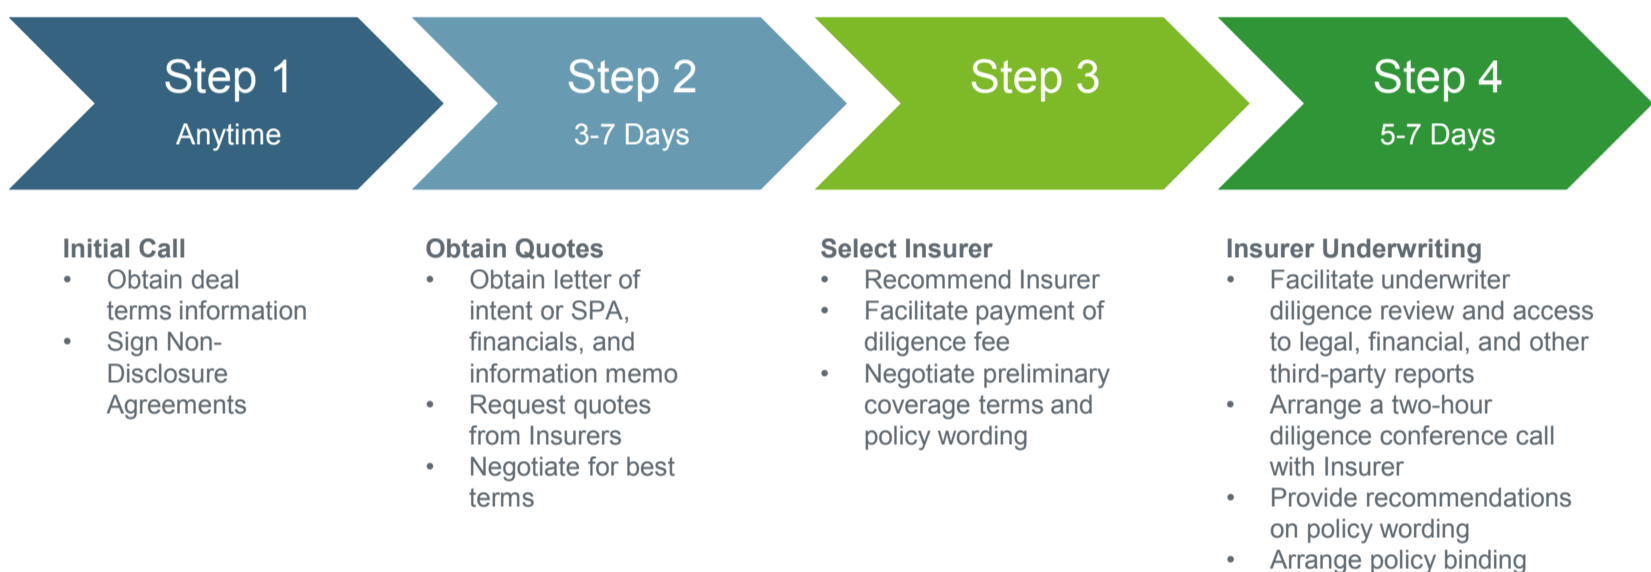 Step 1
Anytime
Step 2
3-7 Days
Step 3
Step 4
5-7 Days
Initial Call
• Obtain deal
terms information
• Sign Non-
Disclosure
Agreements
Obtain Quotes
• Obtain letter of
intent or SPA,
financials, and
information memo
• Request quotes
from Insurers
• Negotiate for best
terms
Select Insurer
• Recommend Insurer
• Facilitate payment of
diligence fee
• Negotiate preliminary
coverage terms and
policy wording
Insurer Underwriting
• Facilitate underwriter
diligence review and access
to legal, financial, and other
third-party reports
• Arrange a two-hour
diligence conference call
with Insurer
• Provide recommendations
on policy wording
• Arrange policy binding